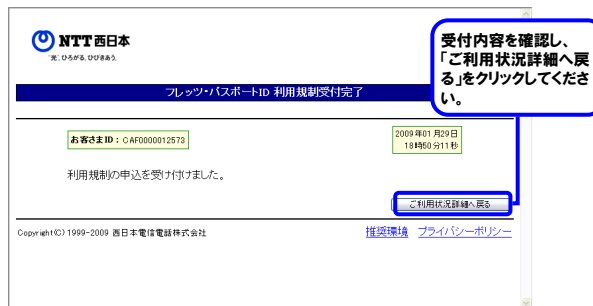 NTT西日本
光、ひろがる、ひびきあう。
受付内容を確認し、
「ご利用状況詳細へ戻
る」をクリックしてくださ
い。
フレッツ・パスポートID 利用規制受付完了
お客さまID：CAF0000012573
2009年01月29日
18時50分11秒
利用規制の申込を受け付けました。
ご利用状況詳細へ戻る
Copyright(C) 1999-2009 西日本電信電話株式会社
推奨環境 プライバシーポリシー